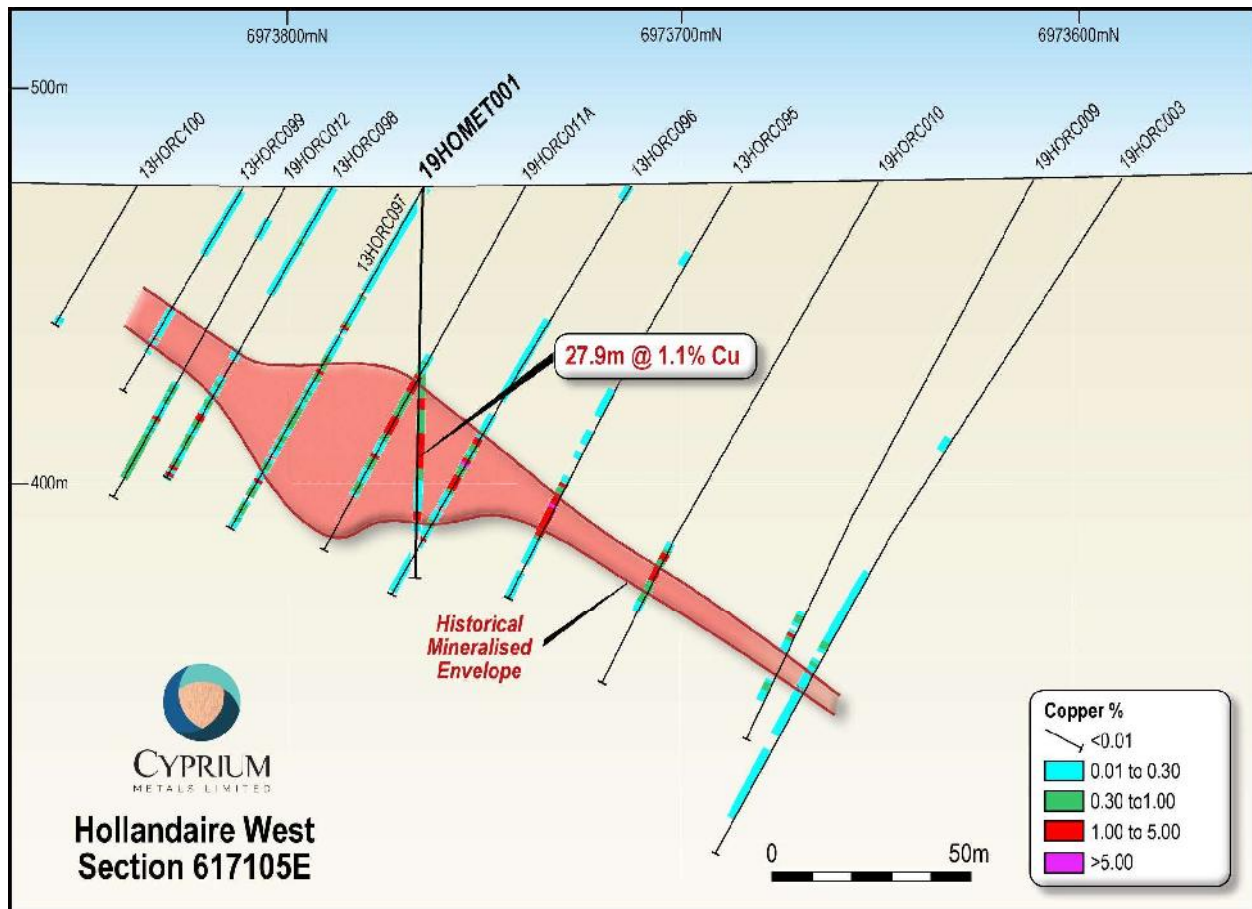 6973800mN
6973700mN
6973600mN
500m
13HORC100
13HORC099
19HORC012
13HORC098
19HOMET001
19HORC011A
13HORC096
13HORC095
19HORC010
19HORC009
19HORC003
13HORC097
27.9m @ 1.1% Cu
400m
Historical
Mineralised
Envelope
CYPRIUM
METALS LIMITED
Hollandaire West
Section 617105E
0
50m
Copper %
<0.01
0.01 to 0.30
0.30 to1.00
1.00 to 5.00
>5.00